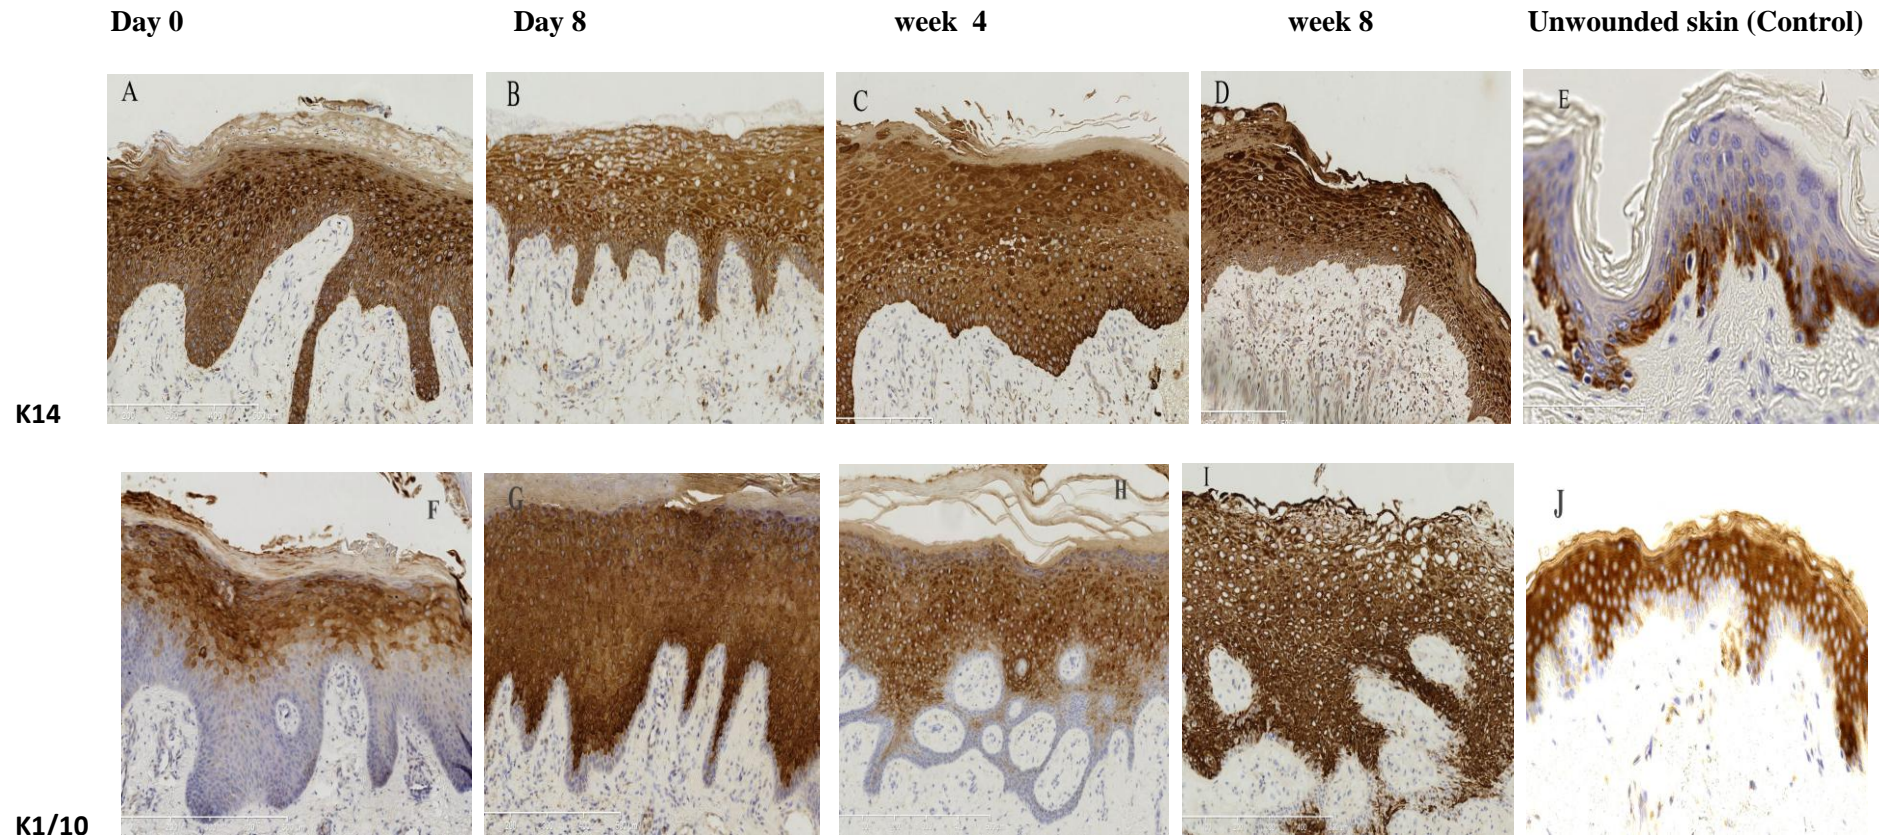 Day 0 Day 8 week 4 week 8 Unwounded skin (Control)
A B C D E
K14
F G H I J
K1/10